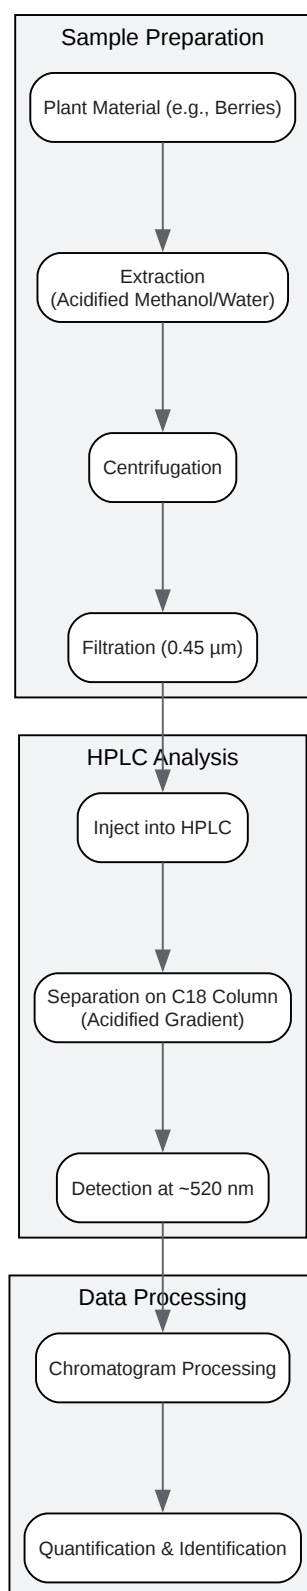 Sample Preparation
Plant Material (e.g., Berries)
Extraction
(Acidified Methanol/Water)
Centrifugation
Filtration (0.45 µm)
HPLC Analysis
Inject into HPLC
Separation on C18 Column
(Acidified Gradient)
Detection at ~520 nm
Data Processing
Chromatogram Processing
Quantification & Identification